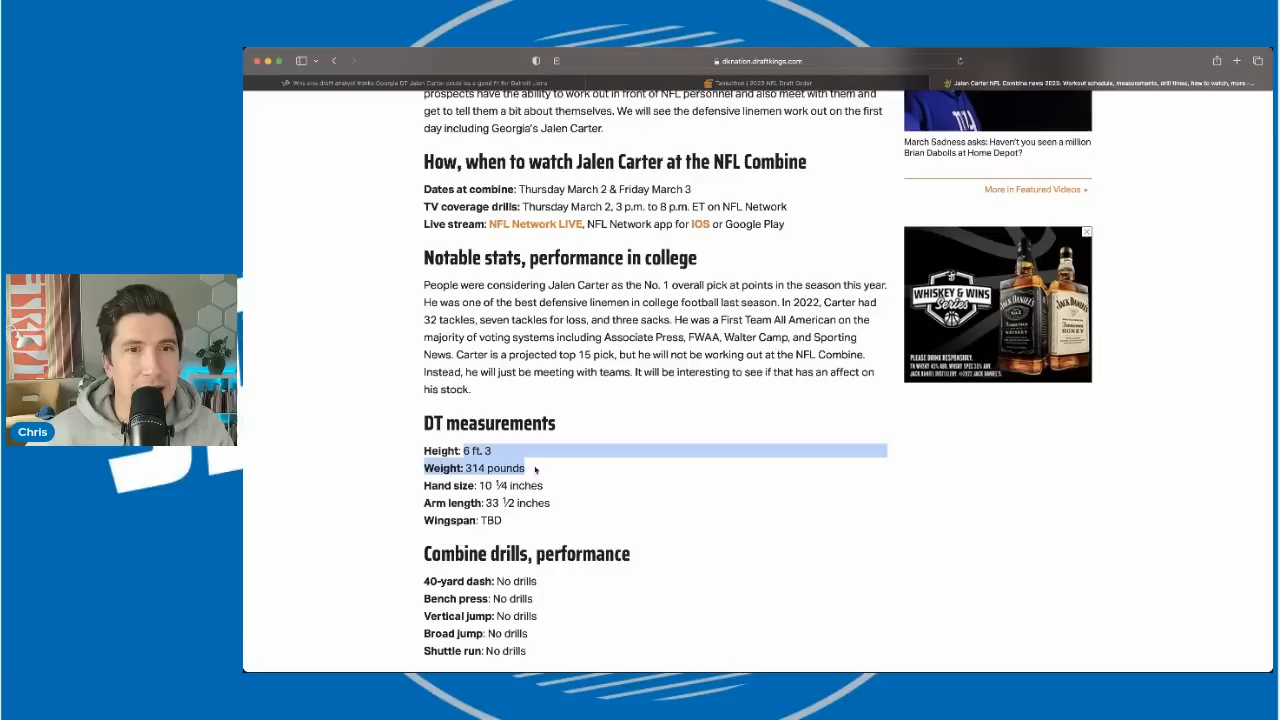 dknation.draftkings.com
Why one draft analyst thinks Georgia DT Jalen Carter could be a good fit for Detroit Lions
Tankathon | 2023 NFL Draft Order
Jalen Carter NFL Combine news 2023: Workout schedule, measurements, drill times, how to watch, more -...
prospects have the ability to work out in front of NFL personnel and also meet with them and
get to tell them a bit about themselves. We will see the defensive linemen work out on the first
day including Georgia's Jalen Carter.
How, when to watch Jalen Carter at the NFL Combine
Dates at combine: Thursday March 2 & Friday March 3
TV coverage drills: Thursday March 2, 3 p.m. to 8 p.m. ET on NFL Network
Live stream: NFL Network LIVE, NFL Network app for IOS or Google Play
Notable stats, performance in college
People were considering Jalen Carter as the No. 1 overall pick at points in the season this year.
He was one of the best defensive linemen in college football last season. In 2022, Carter had
32 tackles, seven tackles for loss, and three sacks. He was a First Team All American on the
majority of voting systems including Associate Press, FWAA, Walter Camp, and Sporting
News. Carter is a projected top 15 pick, but he will not be working out at the NFL Combine.
Instead, he will just be meeting with teams. It will be interesting to see if that has an affect on
his stock.
DT measurements
Height: 6 ft. 3
Weight: 314 pounds
Hand size: 10 ¼ inches
Arm length: 33 ½ inches
Wingspan: TBD
Combine drills, performance
40-yard dash: No drills
Bench press: No drills
Vertical jump: No drills
Broad jump: No drills
Shuttle run: No drills
March Sadness asks: Haven't you seen a million
Brian Dabolls at Home Depot?
More in Featured Videos
WHISKEY & WINS
Series
PLEASE DRINK RESPONSIBLY.
Chris